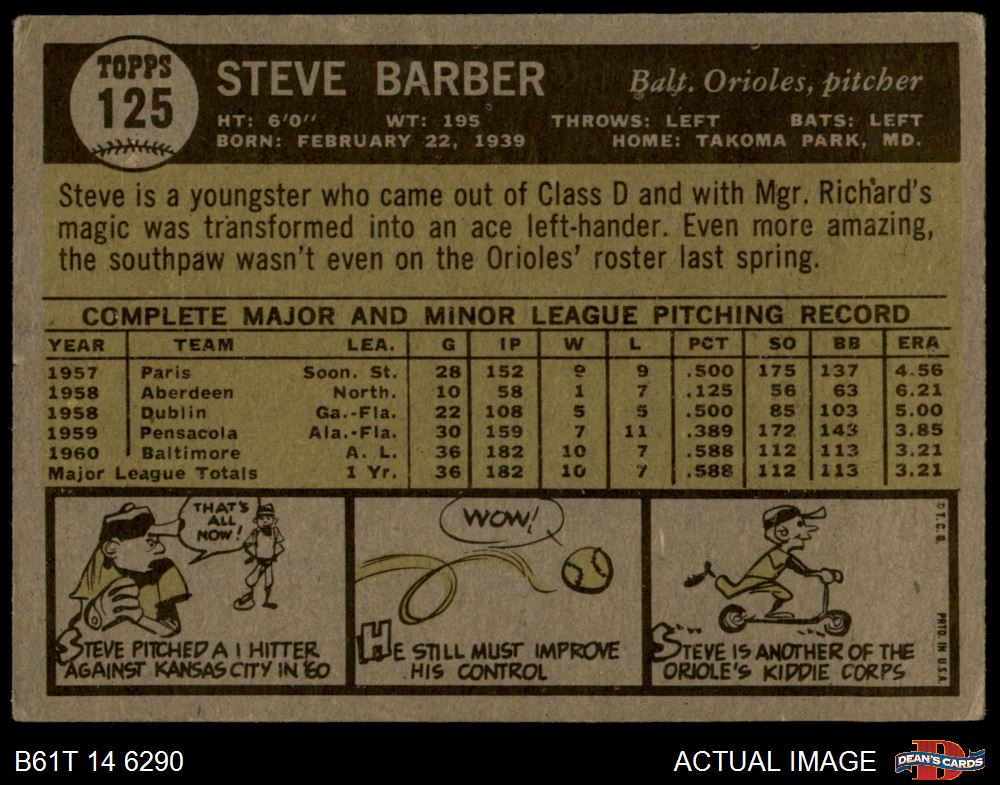 TOPPS
125
STEVE BARBER
Balt. Orioles, pitcher
HT: 6'0" WT: 195 THROWS: LEFT BATS: LEFT
BORN: FEBRUARY 22, 1939 HOME: TAKOMA PARK, MD.
Steve is a youngster who came out of Class D and with Mgr. Richard's
magic was transformed into an ace left-hander. Even more amazing,
the southpaw wasn't even on the Orioles' roster last spring.
COMPLETE MAJOR AND MINOR LEAGUE PITCHING RECORD
YEAR TEAM LEA. G IP W L PCT SO BB ERA
1957 Paris Soon. St. 28 152 9 9 .500 175 137 4.56
1958 Aberdeen North. 10 58 1 7 .125 56 63 6.21
1958 Dublin Ga.-Fla. 22 108 5 5 .500 85 103 5.00
1959 Pensacola Ala.-Fla. 30 159 7 11 .389 172 143 3.85
1960 Baltimore A. L. 36 182 10 7 .588 112 113 3.21
Major League Totals 1 Yr. 36 182 10 7 .588 112 113 3.21
THAT'S
ALL
NOW!
STEVE PITCHED A 1 HITTER
AGAINST KANSAS CITY IN '60
WOW!
HE STILL MUST IMPROVE
HIS CONTROL
STEVE IS ANOTHER OF THE
ORIOLE'S KIDDIE CORPS
© T. C. G.
PRTD. IN U.S.A.
B61T 14 6290
ACTUAL IMAGE
DEAN'S CARDS